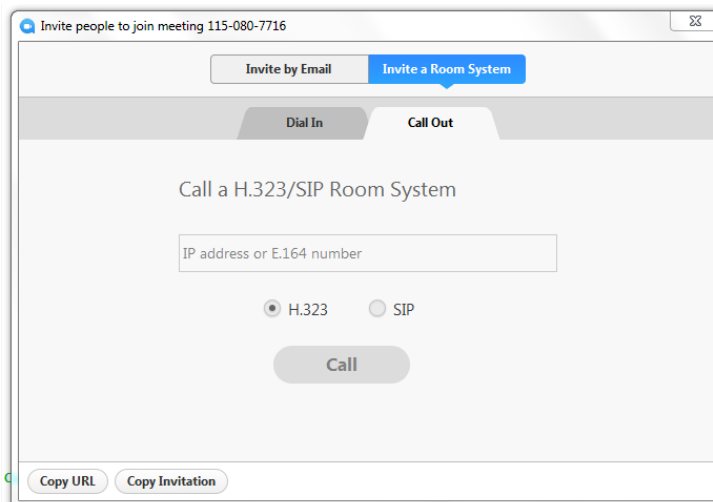 Invite people to join meeting 115-080-7716
Invite by Email Invite a Room System
Dial In Call Out
Call a H.323/SIP Room System
IP address or E.164 number
H.323 SIP
Call
Copy URL Copy Invitation